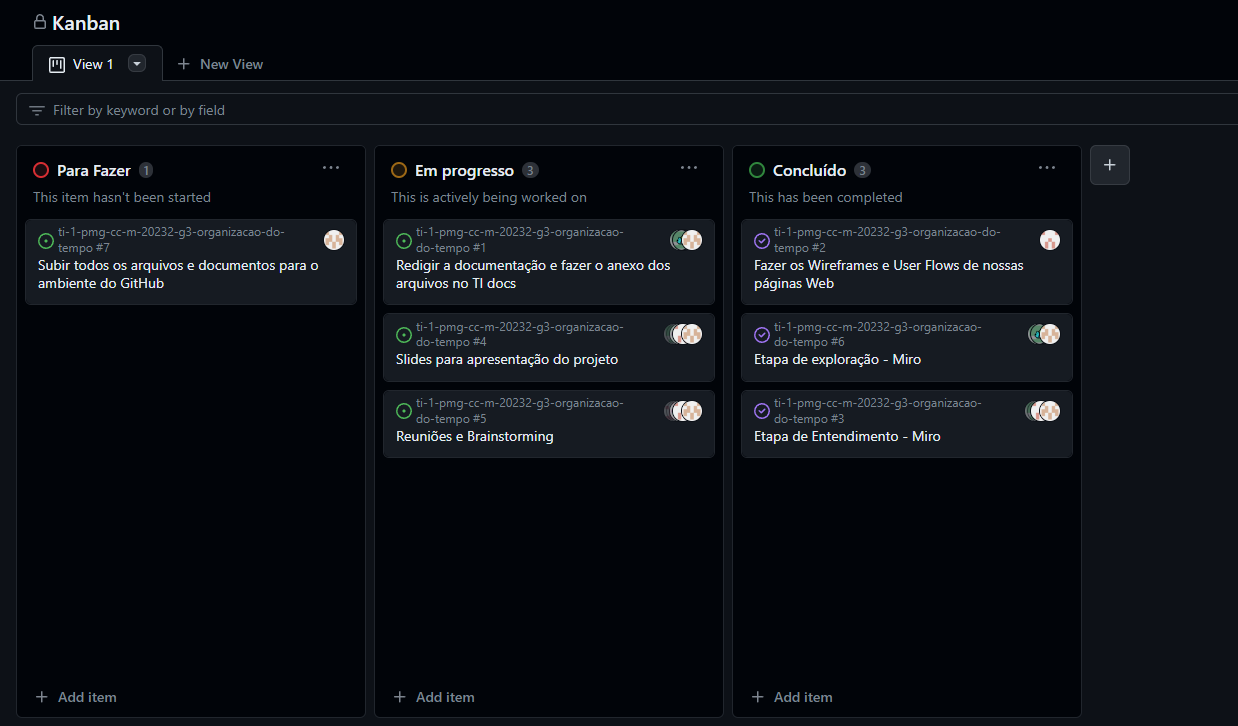 Kanban
View 1
New View
Filter by keyword or by field
Para Fazer 1
This item hasn't been started
ti-1-pmg-cc-m-20232-g3-organizacao-do-
tempo #7
Subir todos os arquivos e documentos para o
ambiente do GitHub
Add item
Em progresso 3
This is actively being worked on
ti-1-pmg-cc-m-20232-g3-organizacao-
do-tempo #1
Redigir a documentação e fazer o anexo dos
arquivos no TI docs
ti-1-pmg-cc-m-20232-g3-organizacao-
do-tempo #4
Slides para apresentação do projeto
ti-1-pmg-cc-m-20232-g3-organizacao-
do-tempo #5
Reuniões e Brainstorming
Add item
Concluído 3
This has been completed
ti-1-pmg-cc-m-20232-g3-organizacao-do-
tempo #2
Fazer os Wireframes e User Flows de nossas
páginas Web
ti-1-pmg-cc-m-20232-g3-organizacao-
do-tempo #6
Etapa de exploração - Miro
ti-1-pmg-cc-m-20232-g3-organizacao-
do-tempo #3
Etapa de Entendimento - Miro
Add item